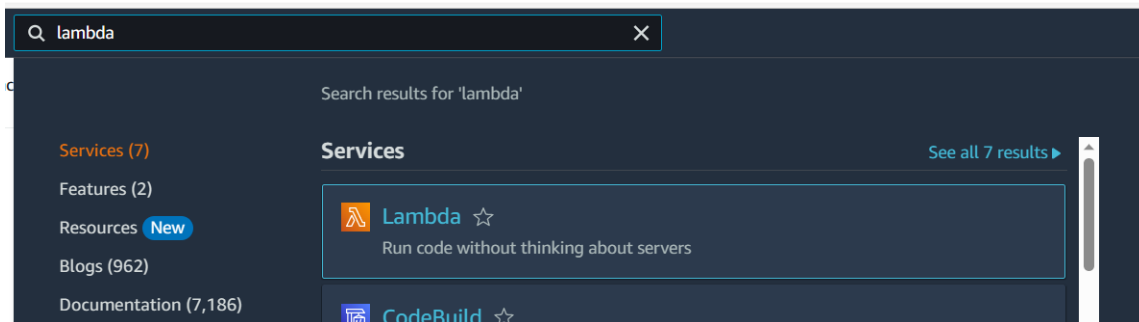 lambda
Search results for 'lambda'
Services (7)
Features (2)
Resources New
Blogs (962)
Documentation (7,186)
Services
See all 7 results
Lambda
Run code without thinking about servers
CodeBuild